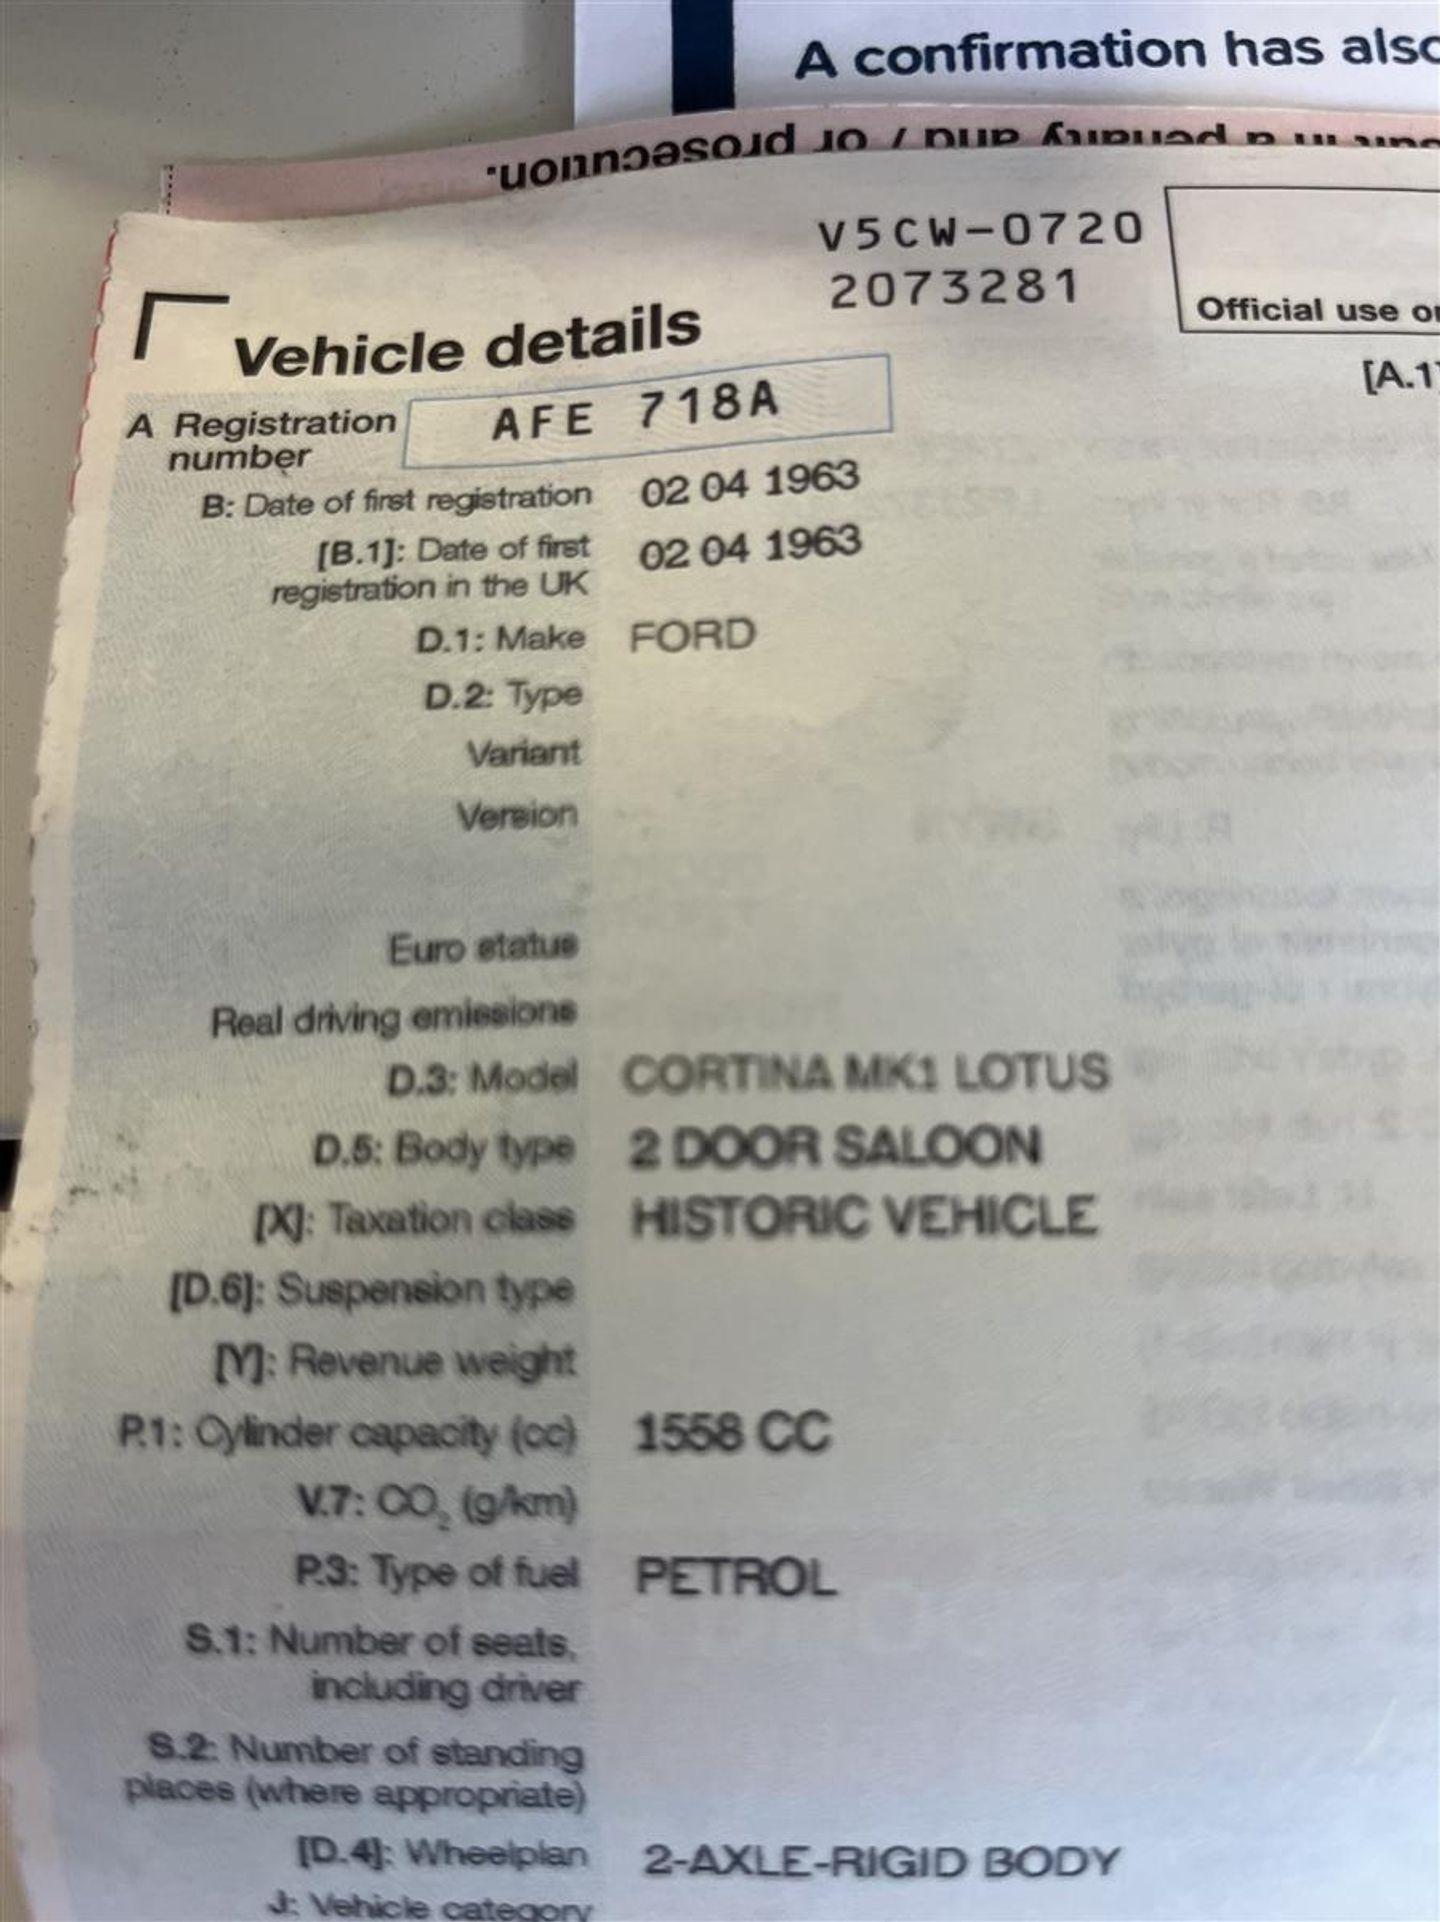 A confirmation has also
penalty and / or prosecution.
V5CW-0720
2073281
Official use
[A.1]
Vehicle details
A Registration number AFE 718A
B: Date of first registration 02 04 1963
[B.1]: Date of first registration in the UK 02 04 1963
D.1: Make FORD
D.2: Type
Variant
Version
Euro status
Real driving emissions
D.3: Model CORTINA MK1 LOTUS
D.5: Body type 2 DOOR SALOON
[X]: Taxation class HISTORIC VEHICLE
[D.6]: Suspension type
[Y]: Revenue weight
P.1: Cylinder capacity (cc) 1558 CC
V.7: CO₂ (g/km)
P.3: Type of fuel PETROL
S.1: Number of seats, including driver
S.2: Number of standing places (where appropriate)
[D.4]: Wheelplan 2-AXLE-RIGID BODY
J: Vehicle category